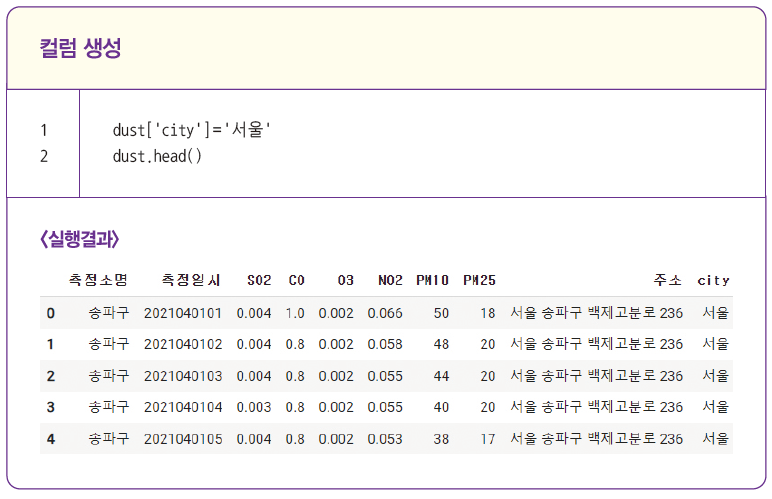 컬럼 생성
1 dust['city']='서울'
2 dust.head()
<실행결과>
측정소명 측정일시 SO2 CO O3 NO2 PM10 PM25 주소 city
0 송파구 2021040101 0.004 1.0 0.002 0.066 50 18 서울 송파구 백제고분로 236 서울
1 송파구 2021040102 0.004 0.8 0.002 0.058 48 20 서울 송파구 백제고분로 236 서울
2 송파구 2021040103 0.004 0.8 0.002 0.055 44 20 서울 송파구 백제고분로 236 서울
3 송파구 2021040104 0.003 0.8 0.002 0.055 40 20 서울 송파구 백제고분로 236 서울
4 송파구 2021040105 0.004 0.8 0.002 0.053 38 17 서울 송파구 백제고분로 236 서울